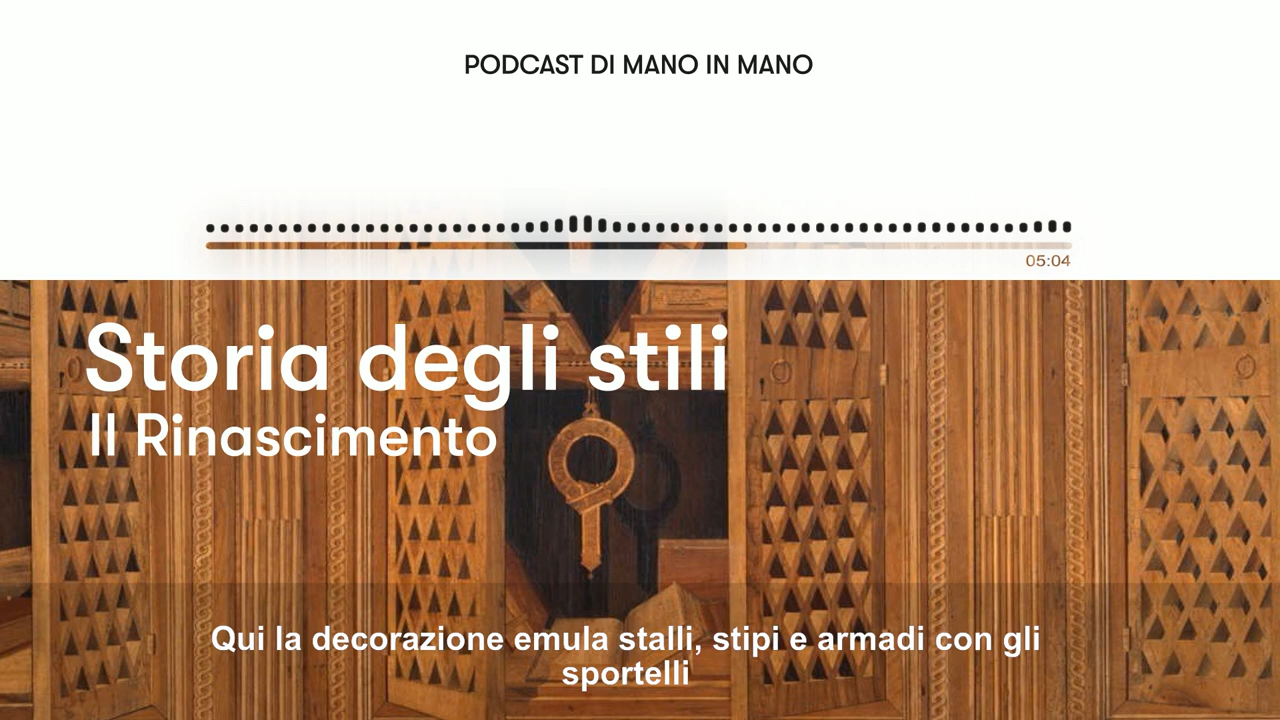 PODCAST DI MANO IN MANO
05:04
Storia degli stili
Il Rinascimento
Qui la decorazione emula stalli, stipi e armadi con gli
sportelli